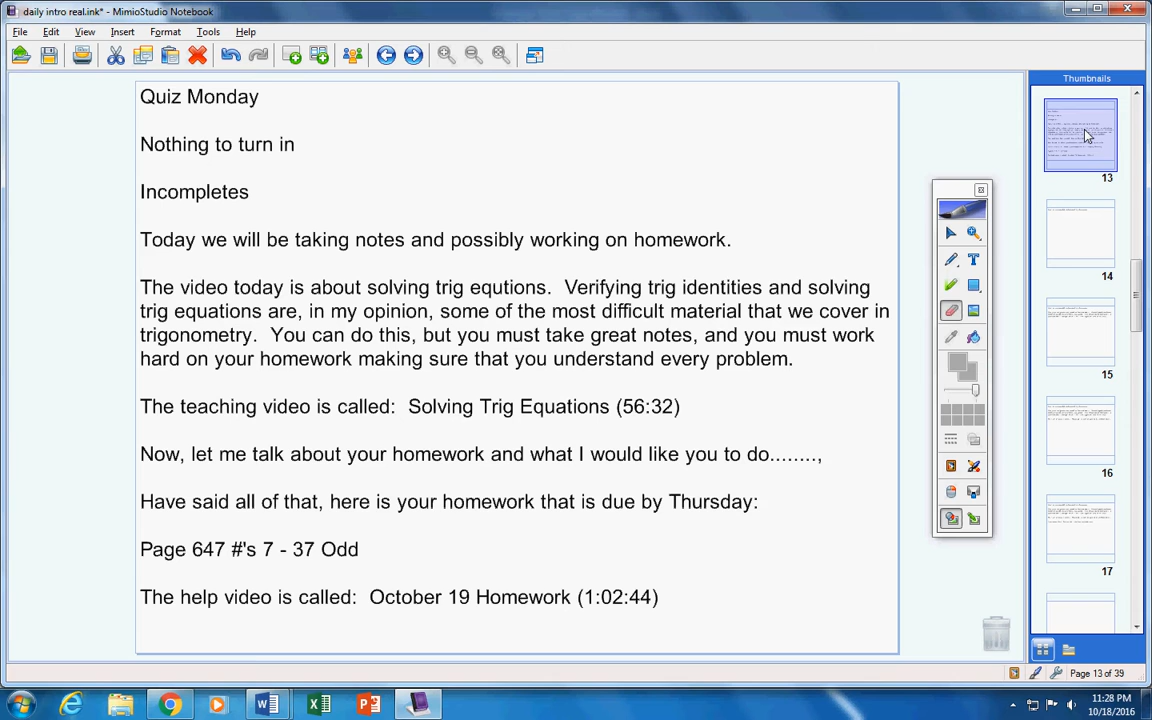 daily intro real.ink* - MimioStudio Notebook
File Edit View Insert Format Tools Help
Quiz Monday
Nothing to turn in
Incompletes
Today we will be taking notes and possibly working on homework.
The video today is about solving trig equtions. Verifying trig identities and solving
trig equations are, in my opinion, some of the most difficult material that we cover in
trigonometry. You can do this, but you must take great notes, and you must work
hard on your homework making sure that you understand every problem.
The teaching video is called: Solving Trig Equations (56:32)
Now, let me talk about your homework and what I would like you to do........,
Have said all of that, here is your homework that is due by Thursday:
Page 647 #'s 7 - 37 Odd
The help video is called: October 19 Homework (1:02:44)
Thumbnails
13
14
15
16
17
Page 13 of 39
11:28 PM
10/18/2016